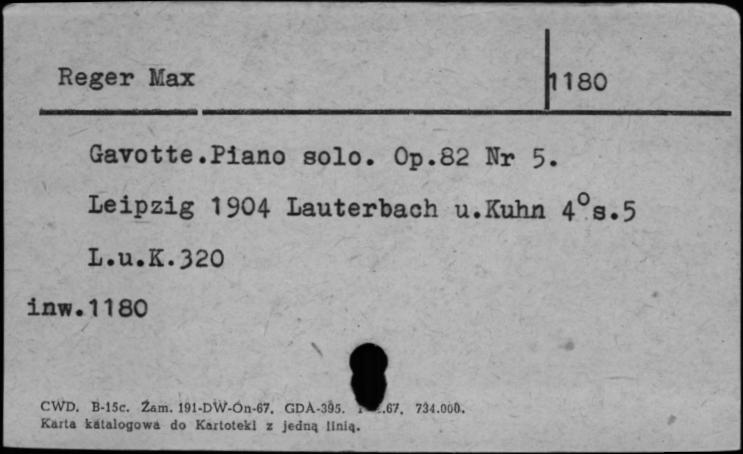 Reger Max 1180
Gavotte.Piano solo. Op.82 Nr 5.
Leipzig 1904 Lauterbach u.Kuhn 4°s.5
L.u.K.320
inw.1180
CWD. B-15c. Zam. 191-DW-On-67. GDA-395. .67. 734.000.
Karta katalogowa do Kartoteki z jedną linią.